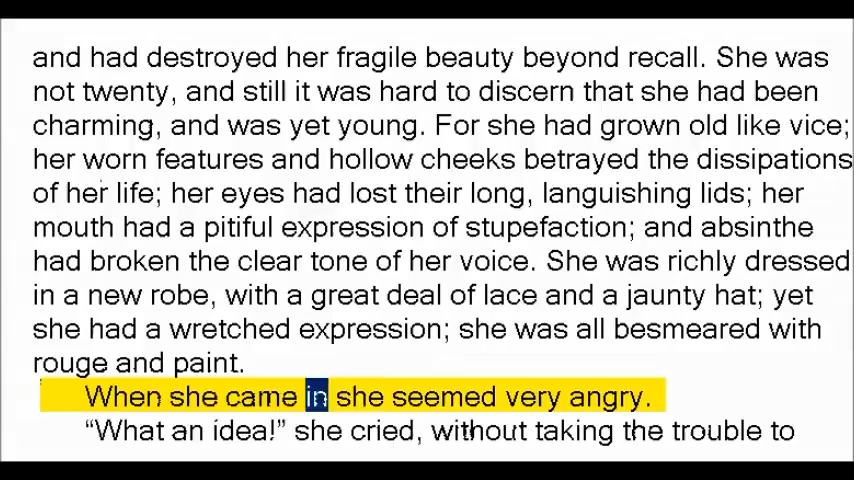 and had destroyed her fragile beauty beyond recall. She was
not twenty, and still it was hard to discern that she had been
charming, and was yet young. For she had grown old like vice;
her worn features and hollow cheeks betrayed the dissipations
of her life; her eyes had lost their long, languishing lids; her
mouth had a pitiful expression of stupefaction; and absinthe
had broken the clear tone of her voice. She was richly dressed
in a new robe, with a great deal of lace and a jaunty hat; yet
she had a wretched expression; she was all besmeared with
rouge and paint.
When she came in she seemed very angry.
“What an idea!” she cried, without taking the trouble to